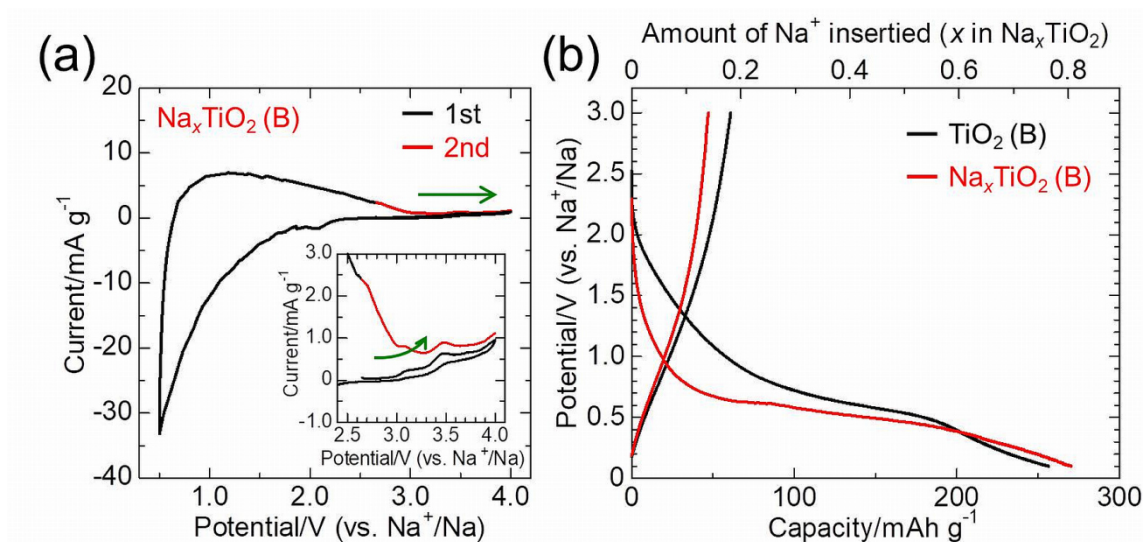 (a)
20
10
0
-10
-20
-30
-40
Current/mA g⁻¹
NaₓTiO₂ (B)
1st
2nd
1.0 2.0 3.0 4.0
Potential/V (vs. Na⁺/Na)
3.0
2.0
1.0
0
-1.0
Current/mA g⁻¹
2.5 3.0 3.5 4.0
Potential/V (vs. Na⁺/Na)
(b)
Amount of Na⁺ insertied (x in NaₓTiO₂)
0 0.2 0.4 0.6 0.8
3.0
2.5
2.0
1.5
1.0
0.5
0
Potential/V (vs. Na⁺/Na)
TiO₂ (B)
NaₓTiO₂ (B)
0 100 200 300
Capacity/mAh g⁻¹